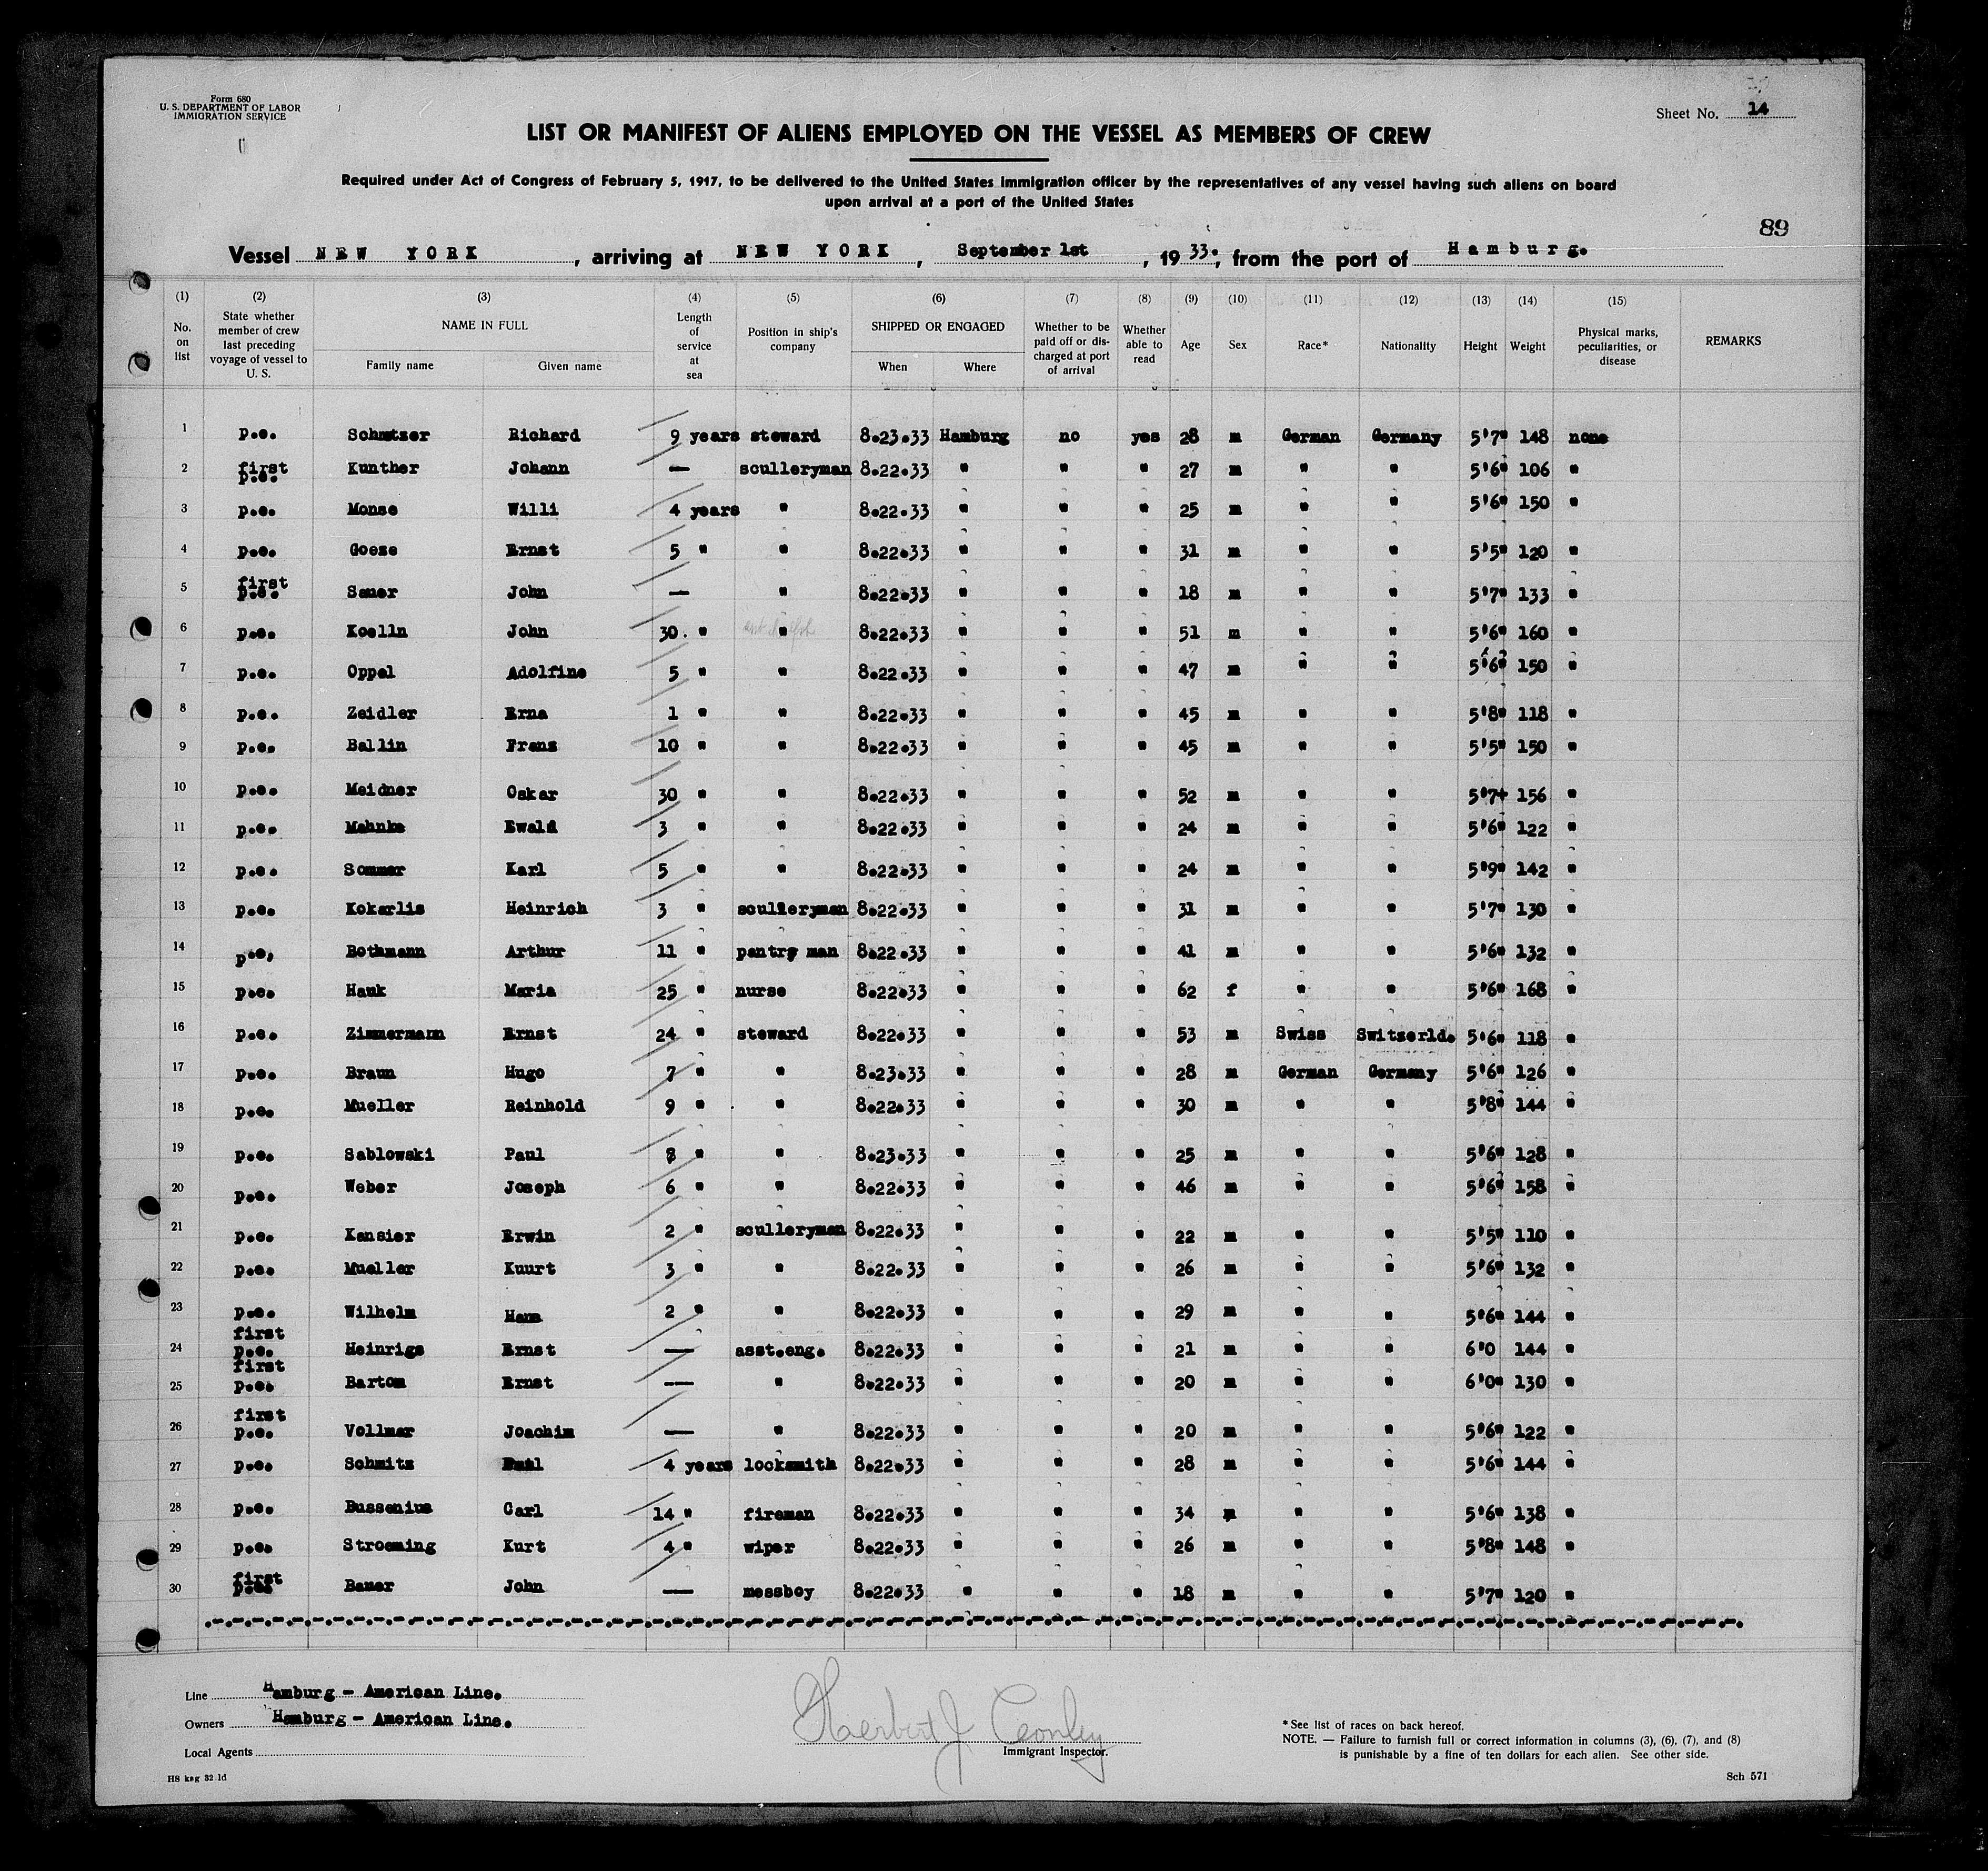 Form 680
U. S. DEPARTMENT OF LABOR
IMMIGRATION SERVICE
Sheet No. 14
LIST OR MANIFEST OF ALIENS EMPLOYED ON THE VESSEL AS MEMBERS OF CREW
Required under Act of Congress of February 5, 1917, to be delivered to the United States immigration officer by the representatives of any vessel having such aliens on board
upon arrival at a port of the United States
89
Vessel NEW YORK, arriving at NEW YORK, September 1st, 1933., from the port of Hamburg.
(1) (2) (3) (4) (5) (6) (7) (8) (9) (10) (11) (12) (13) (14) (15)
No. on list | State whether member of crew last preceding voyage of vessel to U. S. | NAME IN FULL | Length of service at sea | Position in ship's company | SHIPPED OR ENGAGED | Whether to be paid off or discharged at port of arrival | Whether able to read | Age | Sex | Race* | Nationality | Height | Weight | Physical marks, peculiarities, or disease | REMARKS
Family name | Given name | When | Where
1 p.e. Schmtzer Richard 9 years steward 8.23.33 Hamburg no yes 28 m German Germany 5'7" 148 none
2 first p.e. Kunther Johann — sculleryman 8.22.33 " " " 27 m " " 5'6" 106 "
3 p.e. Monse Willi 4 years " 8.22.33 " " " 25 m " " 5'6" 150 "
4 p.e. Goeze Ernst 5 " " 8.22.33 " " " 31 m " " 5'5" 120 "
5 first p.e. Sauer John — " 8.22.33 " " " 18 m " " 5'7" 133 "
6 p.e. Koelln John 30. " " 8.22.33 " " " 51 m " " 5'6" 160 "
7 p.e. Oppel Adolfine 5 " " 8.22.33 " " " 47 m " " 5'6" 150 "
8 p.e. Zeidler Erna 1 " " 8.22.33 " " " 45 m " " 5'8" 118 "
9 p.e. Ballin Franz 10 " " 8.22.33 " " " 45 m " " 5'5" 150 "
10 p.e. Meidner Oskar 30 " " 8.22.33 " " " 52 m " " 5'7+ 156 "
11 p.e. Mahnke Ewald 3 " " 8.22.33 " " " 24 m " " 5'6" 122 "
12 p.e. Sommer Karl 5 " " 8.22.33 " " " 24 m " " 5'9" 142 "
13 p.e. Kokarlis Heinrich 3 " sculleryman 8.22.33 " " " 31 m " " 5'7" 130 "
14 p.e, Bothmann Arthur 11 " pantry man 8.22.33 " " " 41 m " " 5'6" 132 "
15 p.e. Hauk Maria 25 " nurse 8.22.33 " " " 62 f " " 5'6" 168 "
16 p.e. Zimmermann Ernst 24 " steward 8.22.33 " " " 53 m Swiss Switzerld. 5'6" 118 "
17 p.e. Braun Hugo 7 " " 8.23.33 " " " 28 m German Germany 5'6" 126 "
18 p.e. Mueller Reinhold 9 " " 8.22.33 " " " 30 m " " 5'8" 144 "
19 p.e. Sablowski Paul 8 " " 8.23.33 " " " 25 m " " 5'6" 128 "
20 p.e. Weber Joseph 6 " " 8.22.33 " " " 46 m " " 5'6" 158 "
21 p.e. Kansier Erwin 2 " sculleryman 8.22.33 " " " 22 m " " 5'5" 110 "
22 p.e. Mueller Kuurt 3 " " 8.22.33 " " " 26 m " " 5'6" 132 "
23 p.e. Wilhelm Hans 2 " " 8.22.33 " " " 29 m " " 5'6" 144 "
24 first p.e. Heinrigs Ernst — asst.eng. 8.22.33 " " " 21 m " " 6'0 144 "
25 first p.e. Bartom Ernst — " 8.22.33 " " " 20 m " " 6'0" 130 "
26 first p.e. Vollmer Joachim — " 8.22.33 " " " 20 m " " 5'6" 122 "
27 p.e. Schmitz Emil 4 years locksmith 8.22.33 " " " 28 m " " 5'6" 144 "
28 p.e. Bussenius Carl 14 " fireman 8.22.33 " " " 34 m " " 5'6" 138 "
29 p.e. Stroeming Kurt 4 " wiper 8.22.33 " " " 26 m " " 5'8" 148 "
30 first p.e. Bauer John — messboy 8.22.33 " " " 18 m " " 5'7" 120 "
Line Hamburg - American Line.
Owners Hamburg - American Line.
Local Agents
Herbert J Conley
Immigrant Inspector.
* See list of races on back hereof.
NOTE. — Failure to furnish full or correct information in columns (3), (6), (7), and (8)
is punishable by a fine of ten dollars for each alien. See other side.
H8 kag 32 1d
Sch 571